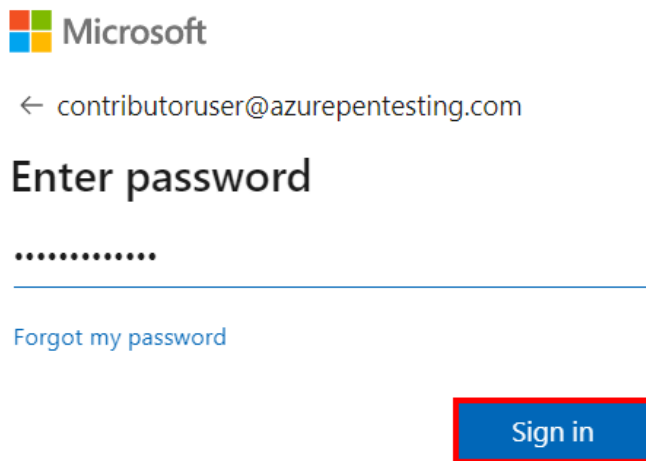 Microsoft
← contributoruser@azurepentesting.com
Enter password
•••••••••••••
Forgot my password
Sign in